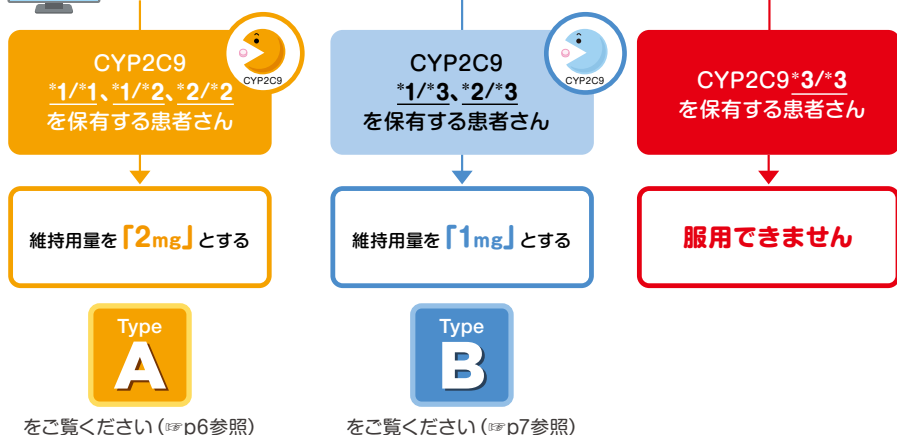 CYP2C9
*1/*1、*1/*2、*2/*2
を保有する患者さん
CYP2C9
維持用量を「2mg」とする
Type
A
をご覧ください(☞p6参照)
CYP2C9
*1/*3、*2/*3
を保有する患者さん
CYP2C9
維持用量を「1mg」とする
Type
B
をご覧ください(☞p7参照)
CYP2C9*3/*3
を保有する患者さん
服用できません